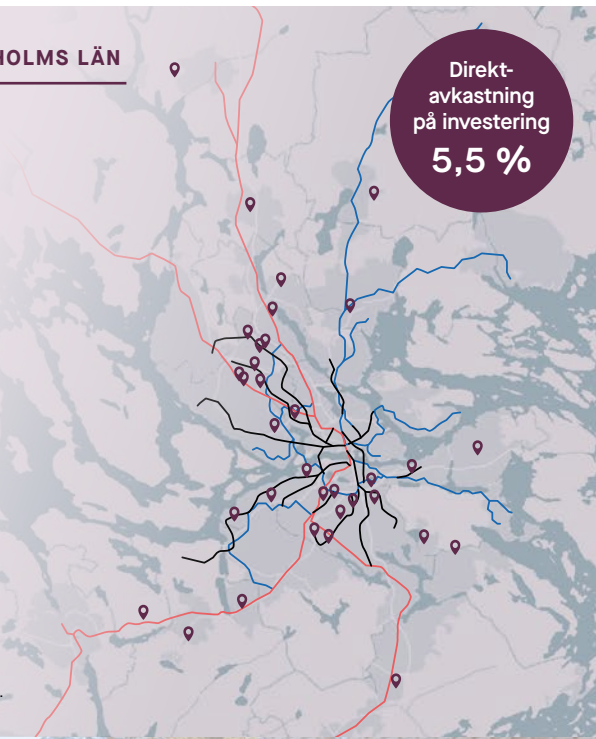 HOLMS LÄN
Direkt-
avkastning
på investering
5,5 %